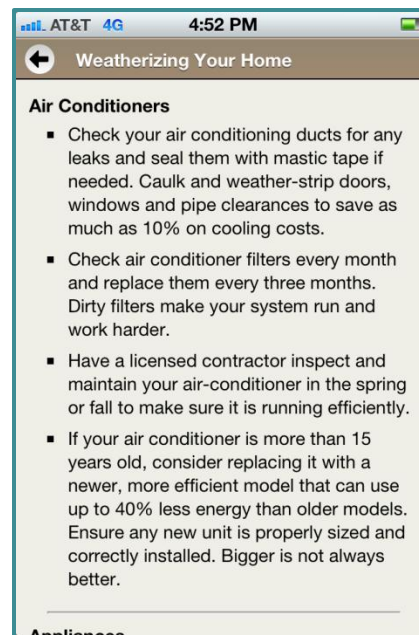 AT&T 4G 4:52 PM
Weatherizing Your Home
Air Conditioners
▪ Check your air conditioning ducts for any
leaks and seal them with mastic tape if
needed. Caulk and weather-strip doors,
windows and pipe clearances to save as
much as 10% on cooling costs.
▪ Check air conditioner filters every month
and replace them every three months.
Dirty filters make your system run and
work harder.
▪ Have a licensed contractor inspect and
maintain your air-conditioner in the spring
or fall to make sure it is running efficiently.
▪ If your air conditioner is more than 15
years old, consider replacing it with a
newer, more efficient model that can use
up to 40% less energy than older models.
Ensure any new unit is properly sized and
correctly installed. Bigger is not always
better.
Appliances